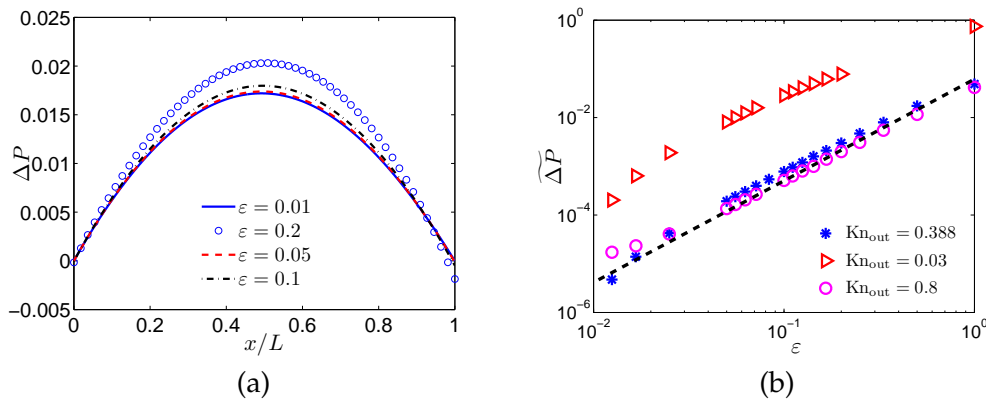 0.025
0.02
0.015
0.01
0.005
0
-0.005
ΔP
ε = 0.01
ε = 0.2
ε = 0.05
ε = 0.1
0 0.2 0.4 0.6 0.8 1
x/L
(a)
10^0
10^-2
10^-4
10^-6
\widetilde{ΔP}
Kn_out = 0.388
Kn_out = 0.03
Kn_out = 0.8
10^-2 10^-1 10^0
ε
(b)